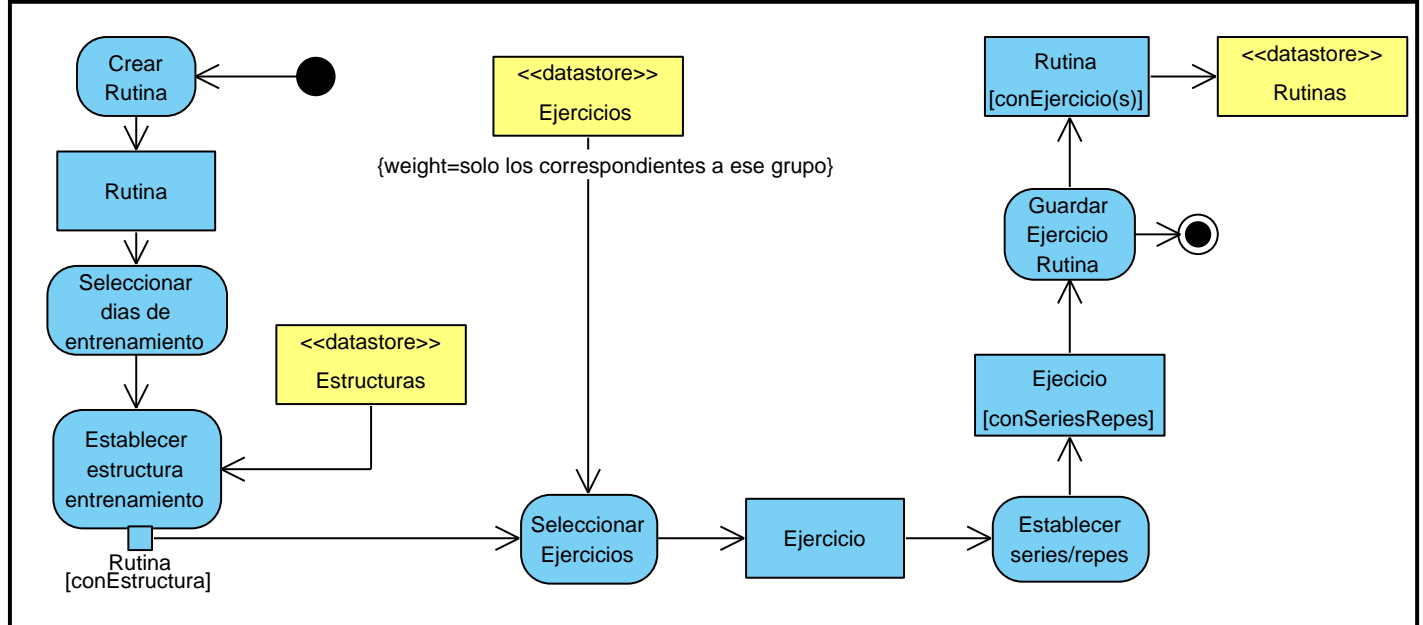 Crear
Rutina
Rutina
Seleccionar
dias de
entrenamiento
Establecer
estructura
entrenamiento
Rutina
[conEstructura]
<<datastore>>
Estructuras
<<datastore>>
Ejercicios
{weight=solo los correspondientes a ese grupo}
Seleccionar
Ejercicios
Ejercicio
Establecer
series/repes
Ejecicio
[conSeriesRepes]
Guardar
Ejercicio
Rutina
Rutina
[conEjercicio(s)]
<<datastore>>
Rutinas